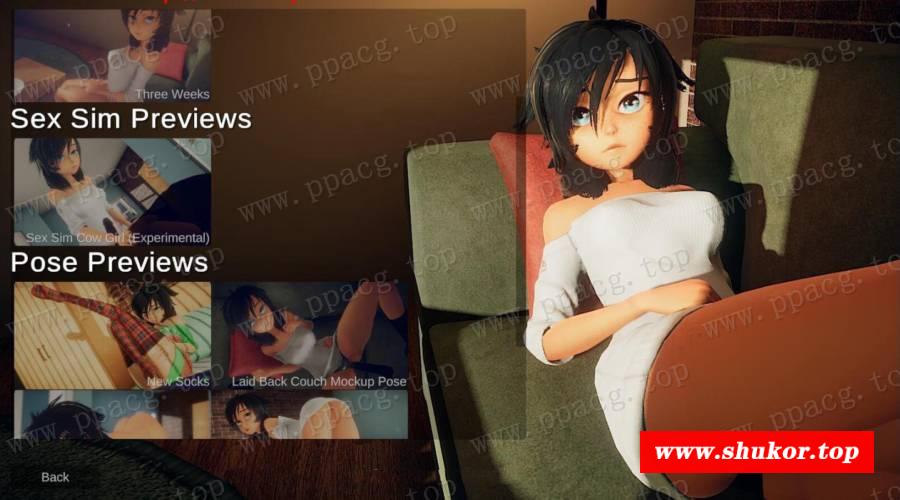 Three Weeks
Sex Sim Previews
Sex Sim Cow Girl (Experimental)
Pose Previews
New Socks
Laid Back Couch Mockup Pose
Back
www.ppacg.top
www.shukor.top